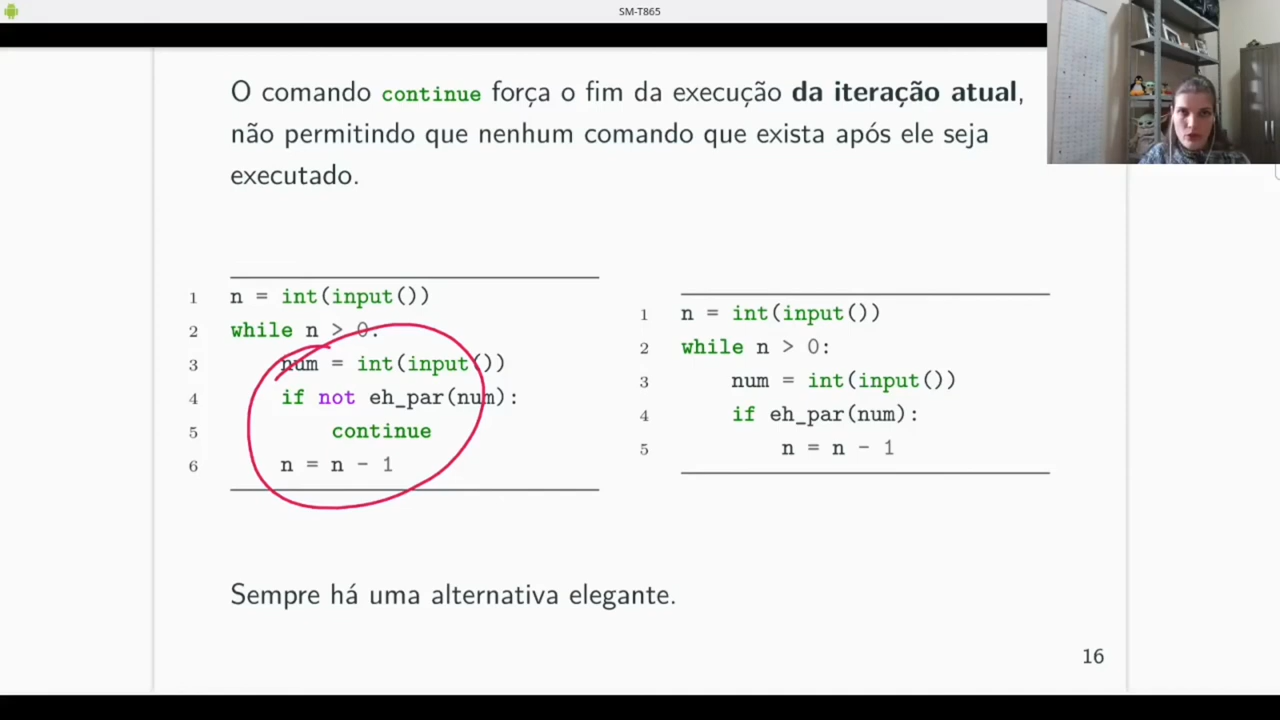 SM-T865
O comando continue força o fim da execução da iteração atual,
não permitindo que nenhum comando que exista após ele seja
executado.
1 n = int(input())
2 while n > 0:
3     num = int(input())
4     if not eh_par(num):
5         continue
6     n = n - 1
1 n = int(input())
2 while n > 0:
3     num = int(input())
4     if eh_par(num):
5         n = n - 1
Sempre há uma alternativa elegante.
16